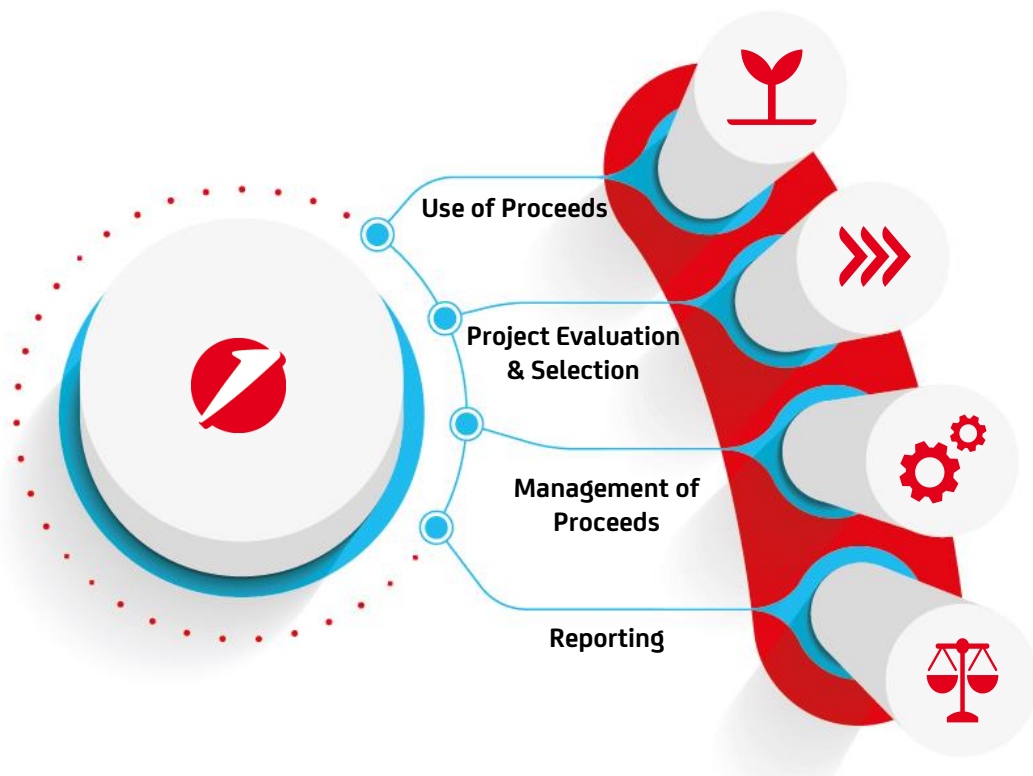 Use of Proceeds
Project Evaluation
& Selection
Management of
Proceeds
Reporting